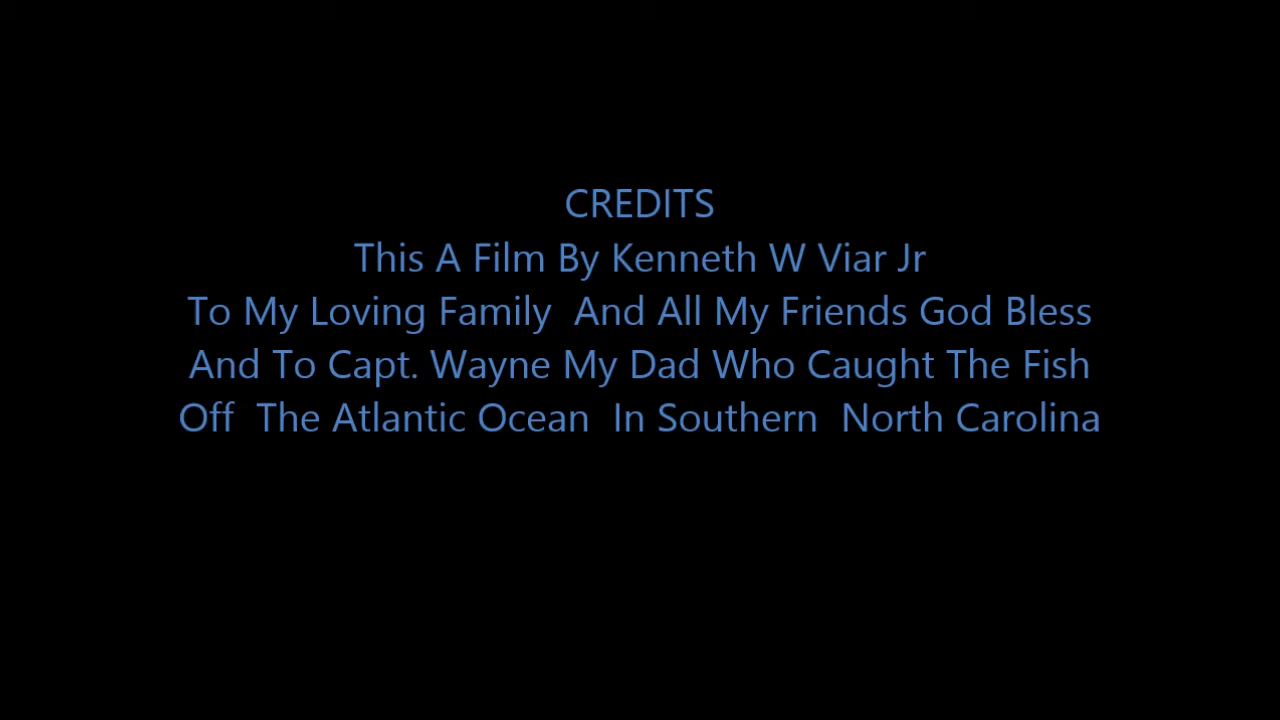 CREDITS
This A Film By Kenneth W Viar Jr
To My Loving Family  And All My Friends God Bless
And To Capt. Wayne My Dad Who Caught The Fish
Off  The Atlantic Ocean  In Southern  North Carolina